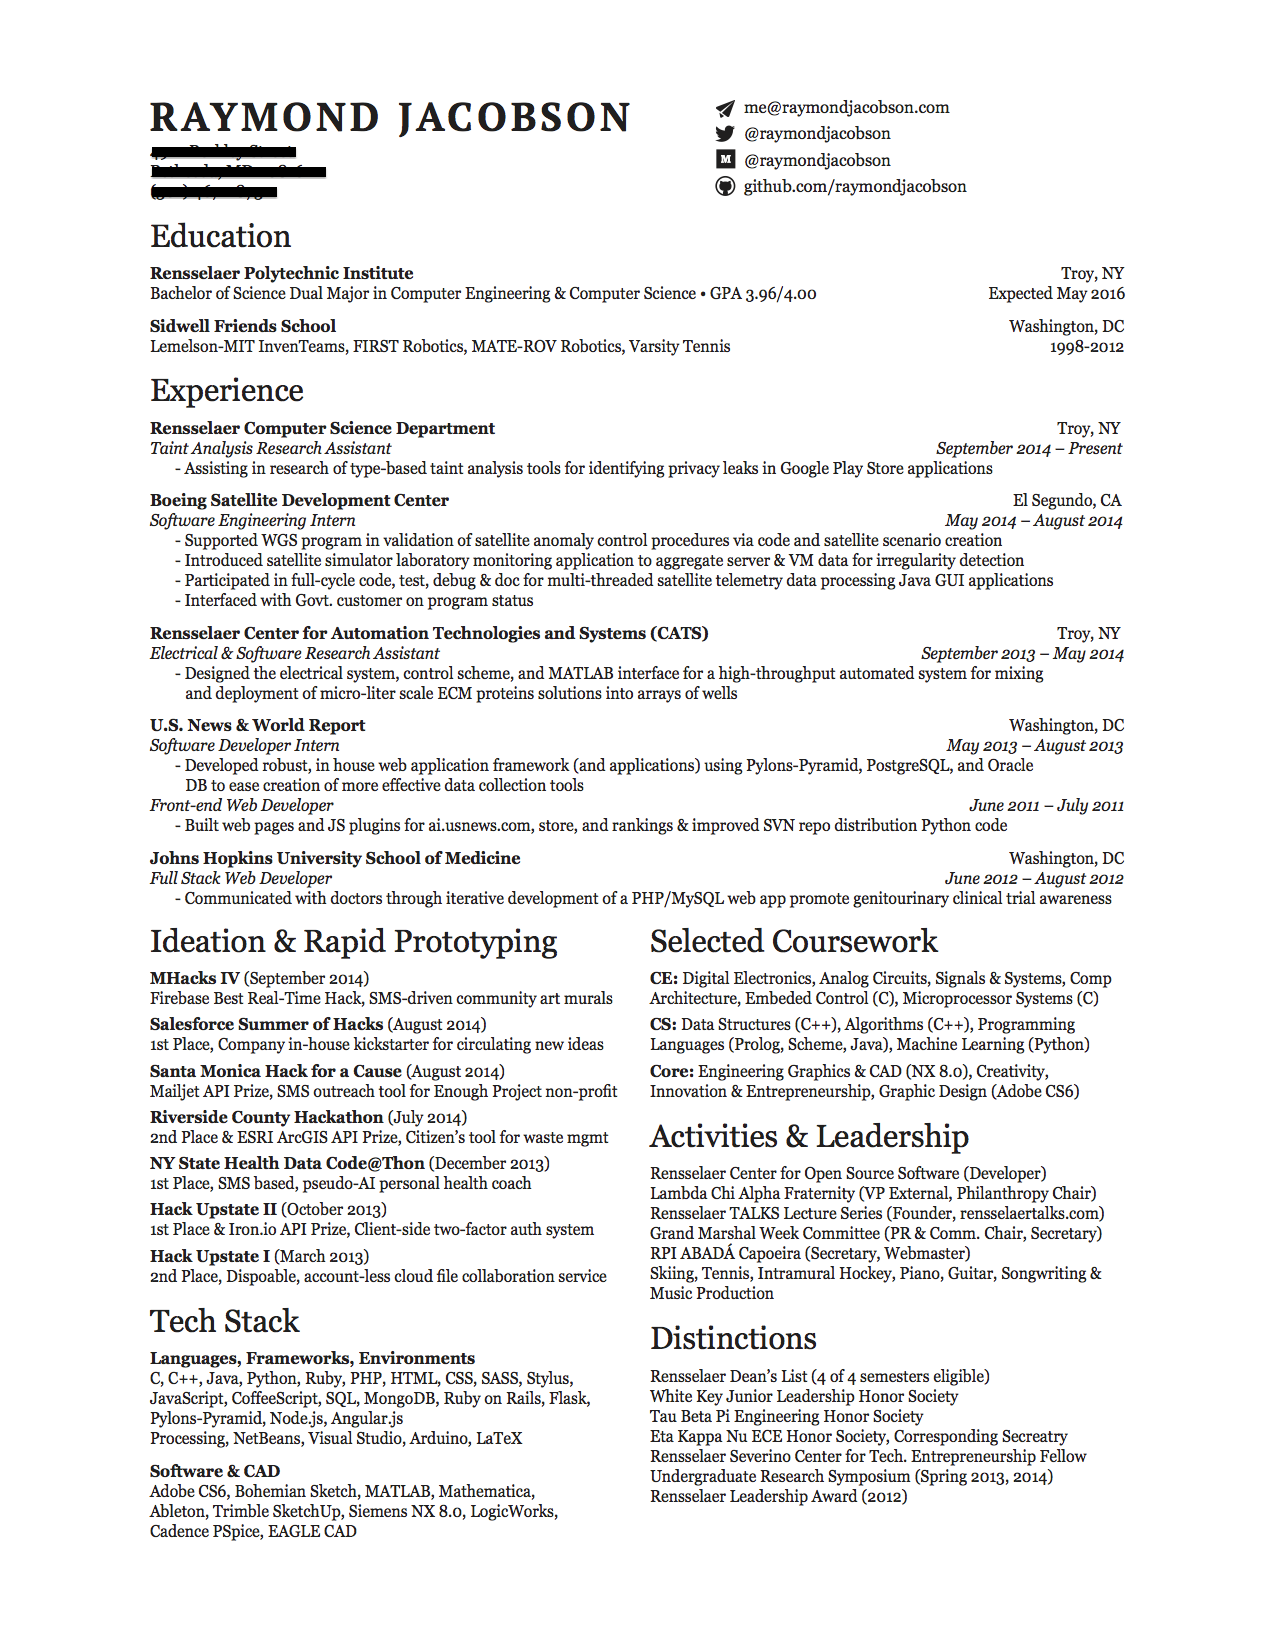 RAYMOND JACOBSON
me@raymondjacobson.com
@raymondjacobson
@raymondjacobson
github.com/raymondjacobson
Education
Rensselaer Polytechnic Institute Troy, NY
Bachelor of Science Dual Major in Computer Engineering & Computer Science • GPA 3.96/4.00 Expected May 2016
Sidwell Friends School Washington, DC
Lemelson-MIT InvenTeams, FIRST Robotics, MATE-ROV Robotics, Varsity Tennis 1998-2012
Experience
Rensselaer Computer Science Department Troy, NY
Taint Analysis Research Assistant September 2014 – Present
- Assisting in research of type-based taint analysis tools for identifying privacy leaks in Google Play Store applications
Boeing Satellite Development Center El Segundo, CA
Software Engineering Intern May 2014 – August 2014
- Supported WGS program in validation of satellite anomaly control procedures via code and satellite scenario creation
- Introduced satellite simulator laboratory monitoring application to aggregate server & VM data for irregularity detection
- Participated in full-cycle code, test, debug & doc for multi-threaded satellite telemetry data processing Java GUI applications
- Interfaced with Govt. customer on program status
Rensselaer Center for Automation Technologies and Systems (CATS) Troy, NY
Electrical & Software Research Assistant September 2013 – May 2014
- Designed the electrical system, control scheme, and MATLAB interface for a high-throughput automated system for mixing
and deployment of micro-liter scale ECM proteins solutions into arrays of wells
U.S. News & World Report Washington, DC
Software Developer Intern May 2013 – August 2013
- Developed robust, in house web application framework (and applications) using Pylons-Pyramid, PostgreSQL, and Oracle
DB to ease creation of more effective data collection tools
Front-end Web Developer June 2011 – July 2011
- Built web pages and JS plugins for ai.usnews.com, store, and rankings & improved SVN repo distribution Python code
Johns Hopkins University School of Medicine Washington, DC
Full Stack Web Developer June 2012 – August 2012
- Communicated with doctors through iterative development of a PHP/MySQL web app promote genitourinary clinical trial awareness
Ideation & Rapid Prototyping
MHacks IV (September 2014)
Firebase Best Real-Time Hack, SMS-driven community art murals
Salesforce Summer of Hacks (August 2014)
1st Place, Company in-house kickstarter for circulating new ideas
Santa Monica Hack for a Cause (August 2014)
Mailjet API Prize, SMS outreach tool for Enough Project non-profit
Riverside County Hackathon (July 2014)
2nd Place & ESRI ArcGIS API Prize, Citizen's tool for waste mgmt
NY State Health Data Code@Thon (December 2013)
1st Place, SMS based, pseudo-AI personal health coach
Hack Upstate II (October 2013)
1st Place & Iron.io API Prize, Client-side two-factor auth system
Hack Upstate I (March 2013)
2nd Place, Dispoable, account-less cloud file collaboration service
Tech Stack
Languages, Frameworks, Environments
C, C++, Java, Python, Ruby, PHP, HTML, CSS, SASS, Stylus,
JavaScript, CoffeeScript, SQL, MongoDB, Ruby on Rails, Flask,
Pylons-Pyramid, Node.js, Angular.js
Processing, NetBeans, Visual Studio, Arduino, LaTeX
Software & CAD
Adobe CS6, Bohemian Sketch, MATLAB, Mathematica,
Ableton, Trimble SketchUp, Siemens NX 8.0, LogicWorks,
Cadence PSpice, EAGLE CAD
Selected Coursework
CE: Digital Electronics, Analog Circuits, Signals & Systems, Comp
Architecture, Embeded Control (C), Microprocessor Systems (C)
CS: Data Structures (C++), Algorithms (C++), Programming
Languages (Prolog, Scheme, Java), Machine Learning (Python)
Core: Engineering Graphics & CAD (NX 8.0), Creativity,
Innovation & Entrepreneurship, Graphic Design (Adobe CS6)
Activities & Leadership
Rensselaer Center for Open Source Software (Developer)
Lambda Chi Alpha Fraternity (VP External, Philanthropy Chair)
Rensselaer TALKS Lecture Series (Founder, rensselaertalks.com)
Grand Marshal Week Committee (PR & Comm. Chair, Secretary)
RPI ABADÁ Capoeira (Secretary, Webmaster)
Skiing, Tennis, Intramural Hockey, Piano, Guitar, Songwriting &
Music Production
Distinctions
Rensselaer Dean's List (4 of 4 semesters eligible)
White Key Junior Leadership Honor Society
Tau Beta Pi Engineering Honor Society
Eta Kappa Nu ECE Honor Society, Corresponding Secreatry
Rensselaer Severino Center for Tech. Entrepreneurship Fellow
Undergraduate Research Symposium (Spring 2013, 2014)
Rensselaer Leadership Award (2012)